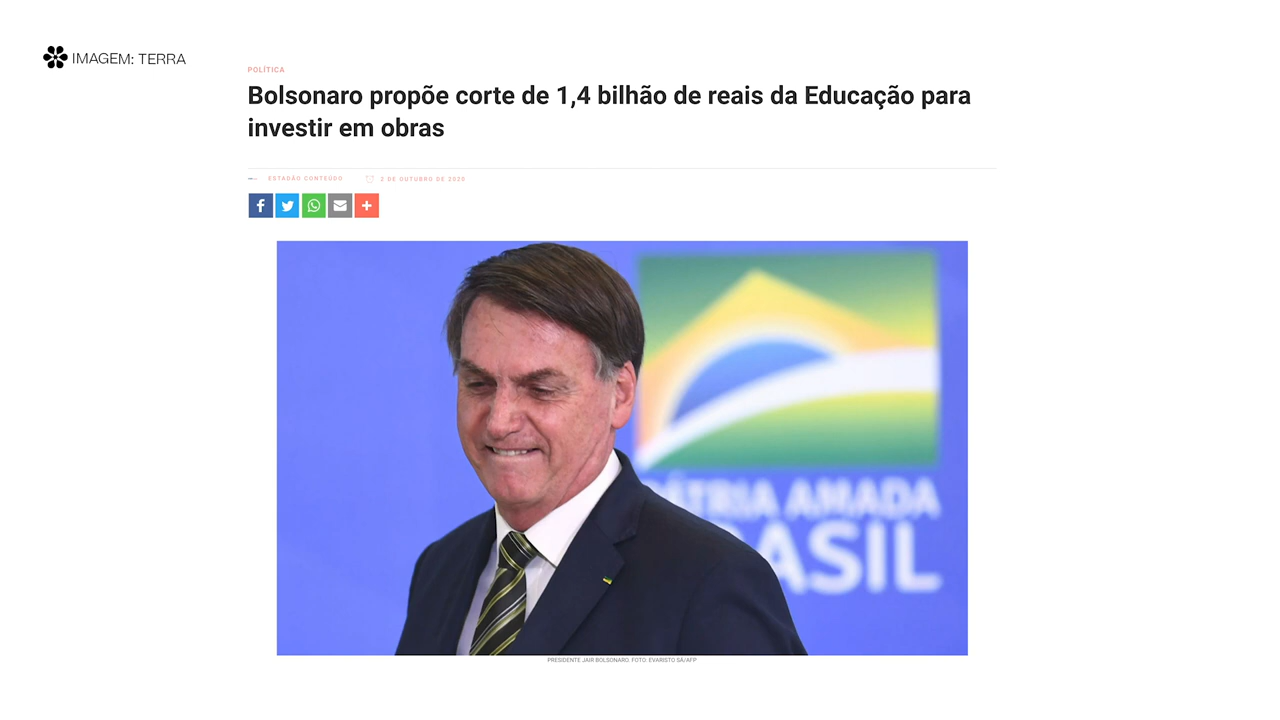 IMAGEM: TERRA
POLÍTICA
Bolsonaro propõe corte de 1,4 bilhão de reais da Educação para
investir em obras
ESTADÃO CONTEÚDO 2 DE OUTUBRO DE 2020
PÁTRIA AMADA
BRASIL
PRESIDENTE JAIR BOLSONARO. FOTO: EVARISTO SÁ/AFP